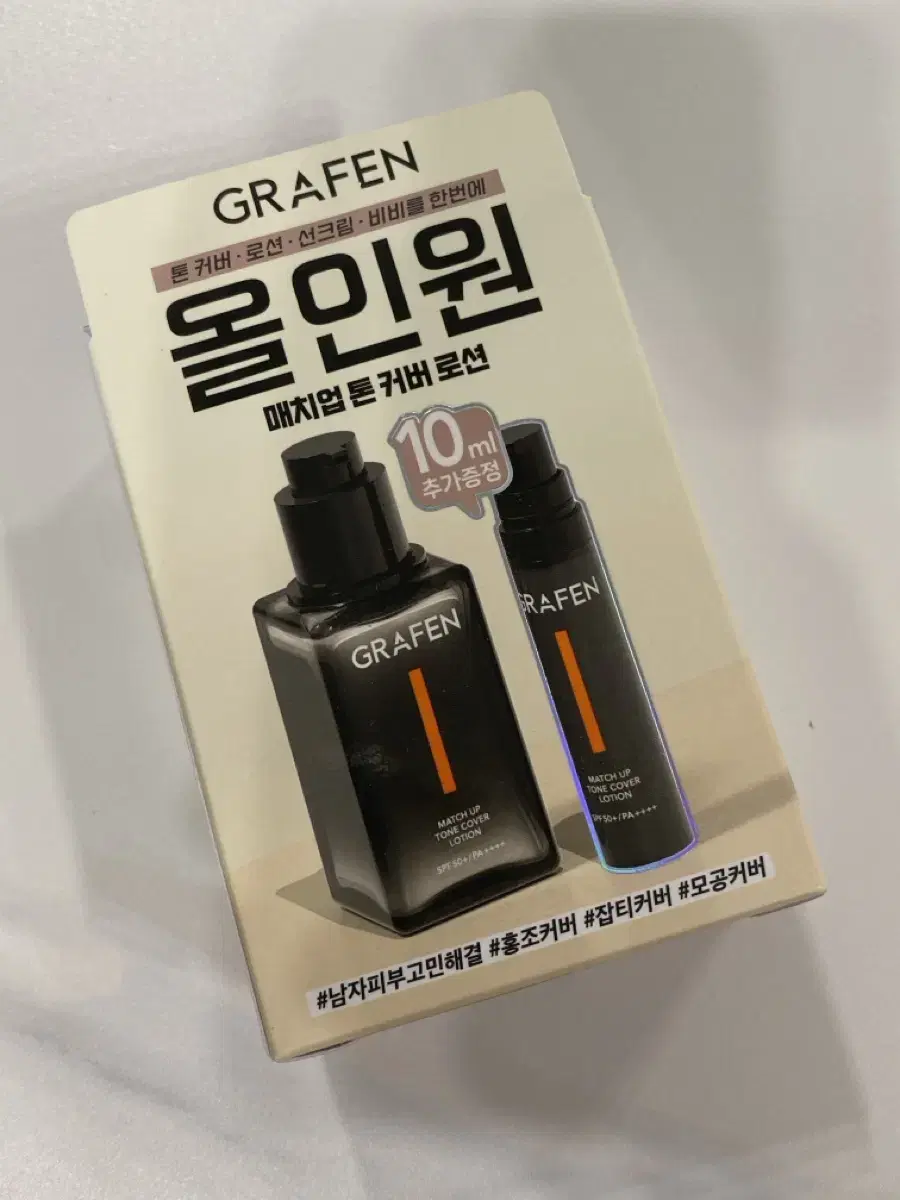 GRAFEN
톤 커버·로션·선크림·비비를 한번에
올인원
매치업 톤 커버 로션
10ml
추가증정
GRAFEN
MATCH UP
TONE COVER
LOTION
SPF 50+/PA++++
GRAFEN
MATCH UP
TONE COVER
LOTION
SPF 50+/PA++++
#남자피부고민해결 #홍조커버 #잡티커버 #모공커버